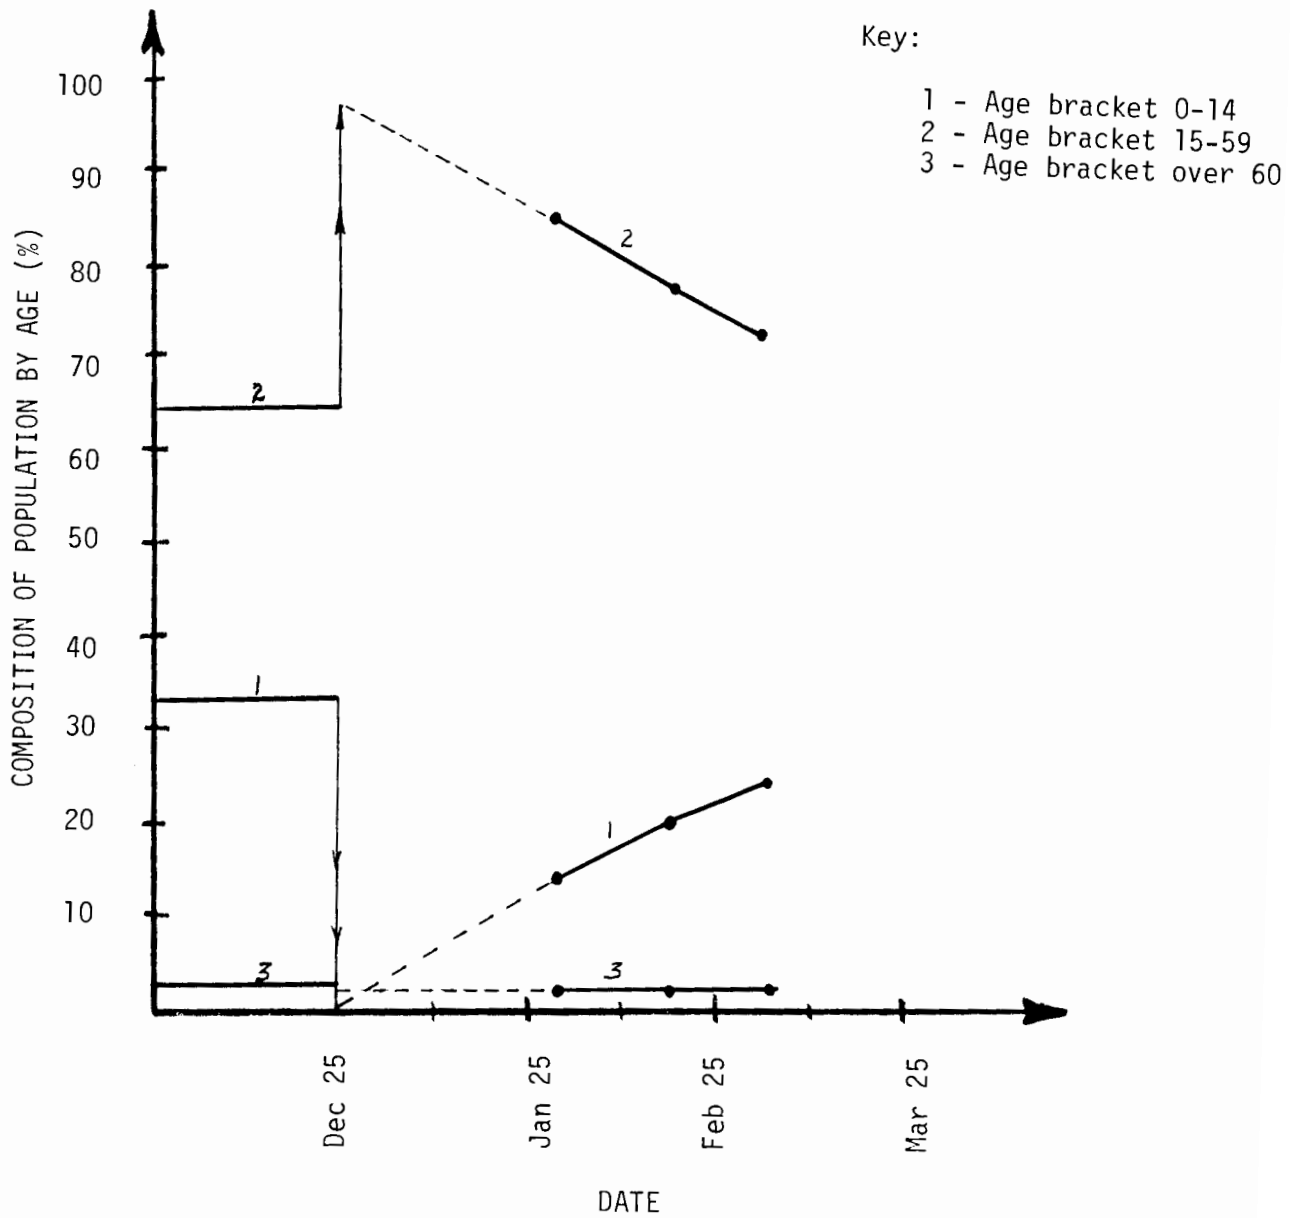 Key:
1 - Age bracket 0-14
2 - Age bracket 15-59
3 - Age bracket over 60
COMPOSITION OF POPULATION BY AGE (%)
100
90
80
70
60
50
40
30
20
10
2
2
1
1
3
3
Dec 25
Jan 25
Feb 25
Mar 25
DATE